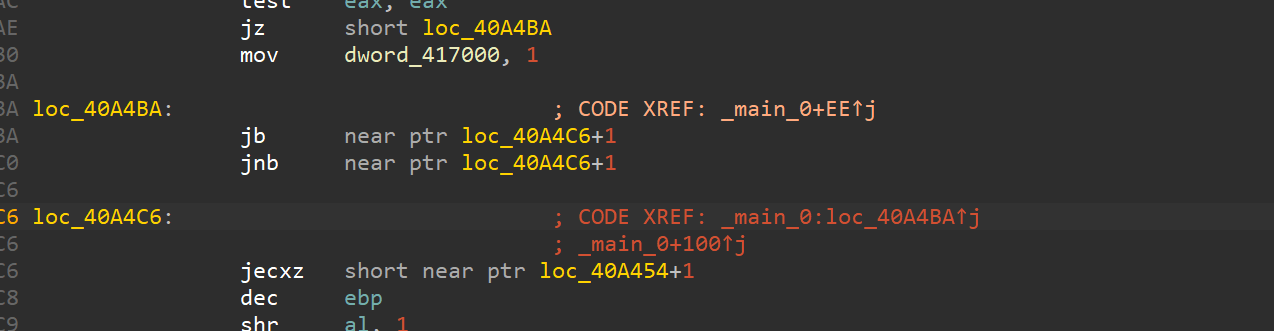 AC test eax, eax
AE jz short loc_40A4BA
B0 mov dword_417000, 1
BA
BA loc_40A4BA: ; CODE XREF: _main_0+EE↑j
BA jb near ptr loc_40A4C6+1
C0 jnb near ptr loc_40A4C6+1
C6
C6 loc_40A4C6: ; CODE XREF: _main_0:loc_40A4BA↑j
C6 ; _main_0+100↑j
C6 jecxz short near ptr loc_40A454+1
C8 dec ebp
C9 shr al, 1